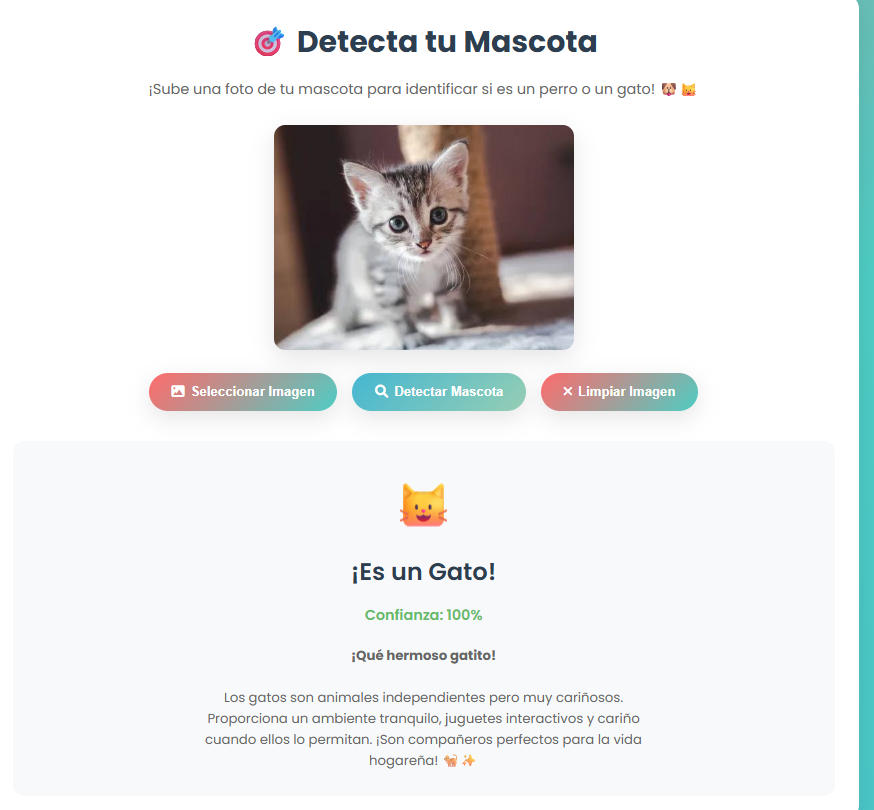 Detecta tu Mascota
¡Sube una foto de tu mascota para identificar si es un perro o un gato!
Seleccionar Imagen
Detectar Mascota
Limpiar Imagen
¡Es un Gato!
Confianza: 100%
¡Qué hermoso gatito!
Los gatos son animales independientes pero muy cariñosos.
Proporciona un ambiente tranquilo, juguetes interactivos y cariño
cuando ellos lo permitan. ¡Son compañeros perfectos para la vida
hogareña!